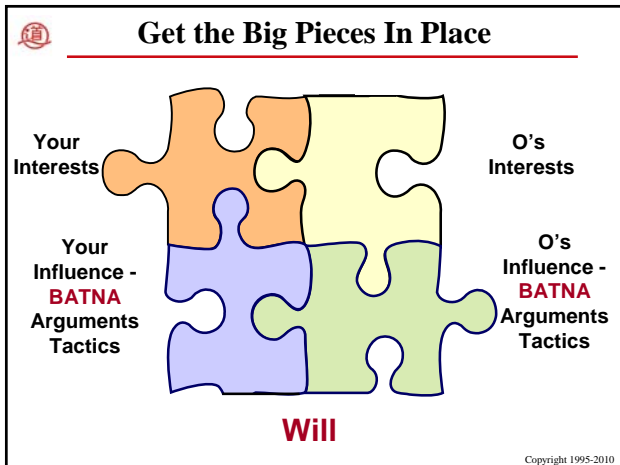 道
Get the Big Pieces In Place
Your
Interests
O's
Interests
Your
Influence -
BATNA
Arguments
Tactics
O's
Influence -
BATNA
Arguments
Tactics
Will
Copyright 1995-2010